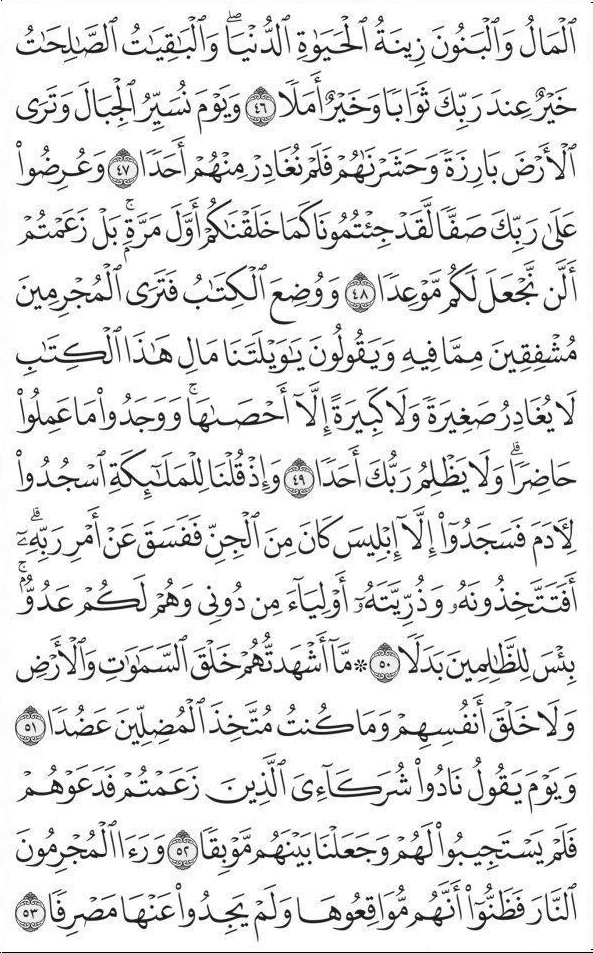 ٱلْمَالُ وَٱلْبَنُونَ زِينَةُ ٱلْحَيَوٰةِ ٱلدُّنْيَاۖ وَٱلْبَٰقِيَٰتُ ٱلصَّٰلِحَٰتُ
خَيْرٌ عِندَ رَبِّكَ ثَوَابًا وَخَيْرٌ أَمَلًا ٤٦ وَيَوْمَ نُسَيِّرُ ٱلْجِبَالَ وَتَرَى
ٱلْأَرْضَ بَارِزَةً وَحَشَرْنَٰهُمْ فَلَمْ نُغَادِرْ مِنْهُمْ أَحَدًا ٤٧ وَعُرِضُوا۟
عَلَىٰ رَبِّكَ صَفًّا لَّقَدْ جِئْتُمُونَا كَمَا خَلَقْنَٰكُمْ أَوَّلَ مَرَّةٍۭۚ بَلْ زَعَمْتُمْ
أَلَّن نَّجْعَلَ لَكُم مَّوْعِدًا ٤٨ وَوُضِعَ ٱلْكِتَٰبُ فَتَرَى ٱلْمُجْرِمِينَ
مُشْفِقِينَ مِمَّا فِيهِ وَيَقُولُونَ يَٰوَيْلَتَنَا مَالِ هَٰذَا ٱلْكِتَٰبِ
لَا يُغَادِرُ صَغِيرَةً وَلَا كَبِيرَةً إِلَّآ أَحْصَىٰهَاۚ وَوَجَدُوا۟ مَا عَمِلُوا۟
حَاضِرًاۗ وَلَا يَظْلِمُ رَبُّكَ أَحَدًا ٤٩ وَإِذْ قُلْنَا لِلْمَلَٰٓئِكَةِ ٱسْجُدُوا۟
لِـَٔادَمَ فَسَجَدُوٓا۟ إِلَّآ إِبْلِيسَ كَانَ مِنَ ٱلْجِنِّ فَفَسَقَ عَنْ أَمْرِ رَبِّهِۦٓۗ
أَفَتَتَّخِذُونَهُۥ وَذُرِّيَّتَهُۥٓ أَوْلِيَآءَ مِن دُونِى وَهُمْ لَكُمْ عَدُوٌّۢۚ
بِئْسَ لِلظَّٰلِمِينَ بَدَلًا ٥٠ ۞ مَّآ أَشْهَدتُّهُمْ خَلْقَ ٱلسَّمَٰوَٰتِ وَٱلْأَرْضِ
وَلَا خَلْقَ أَنفُسِهِمْ وَمَا كُنتُ مُتَّخِذَ ٱلْمُضِلِّينَ عَضُدًا ٥١
وَيَوْمَ يَقُولُ نَادُوا۟ شُرَكَآءِىَ ٱلَّذِينَ زَعَمْتُمْ فَدَعَوْهُمْ
فَلَمْ يَسْتَجِيبُوا۟ لَهُمْ وَجَعَلْنَا بَيْنَهُم مَّوْبِقًا ٥٢ وَرَءَا ٱلْمُجْرِمُونَ
ٱلنَّارَ فَظَنُّوٓا۟ أَنَّهُم مُّوَاقِعُوهَا وَلَمْ يَجِدُوا۟ عَنْهَا مَصْرِفًا ٥٣